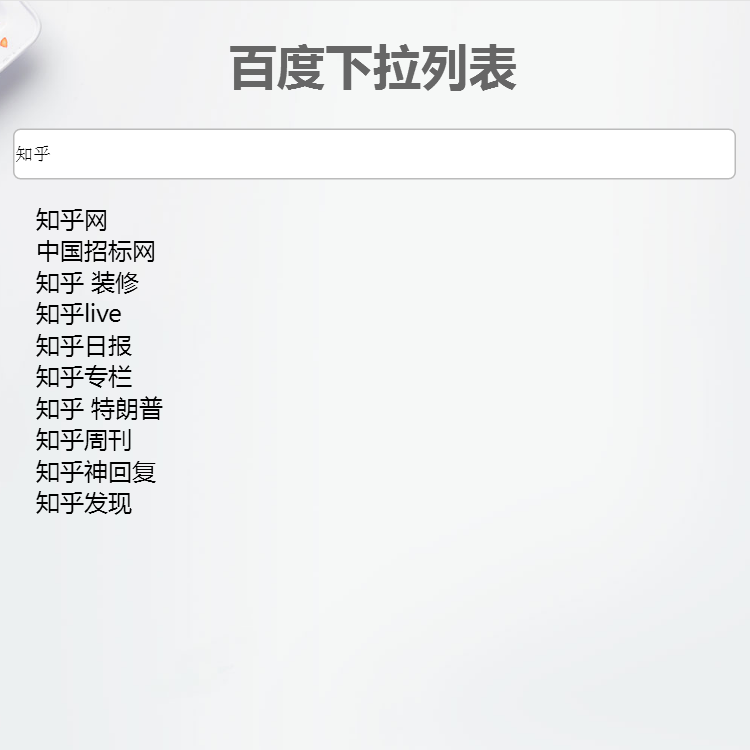 百度下拉列表
知乎
知乎网
中国招标网
知乎 装修
知乎live
知乎日报
知乎专栏
知乎 特朗普
知乎周刊
知乎神回复
知乎发现